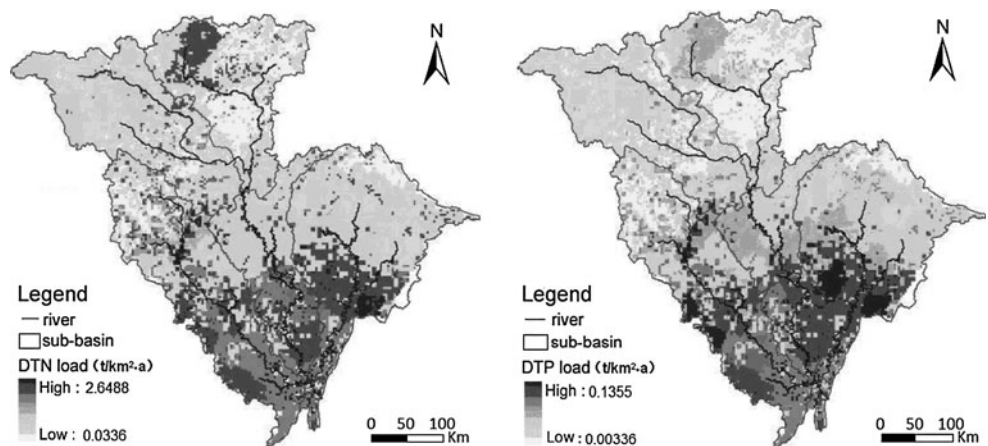 N
Legend
river
sub-basin
DTN load (t/km²·a)
High : 2.6488
Low : 0.0336
0 50 100
Km
N
Legend
river
sub-basin
DTP load (t/km²·a)
High : 0.1355
Low : 0.00336
0 50 100
Km